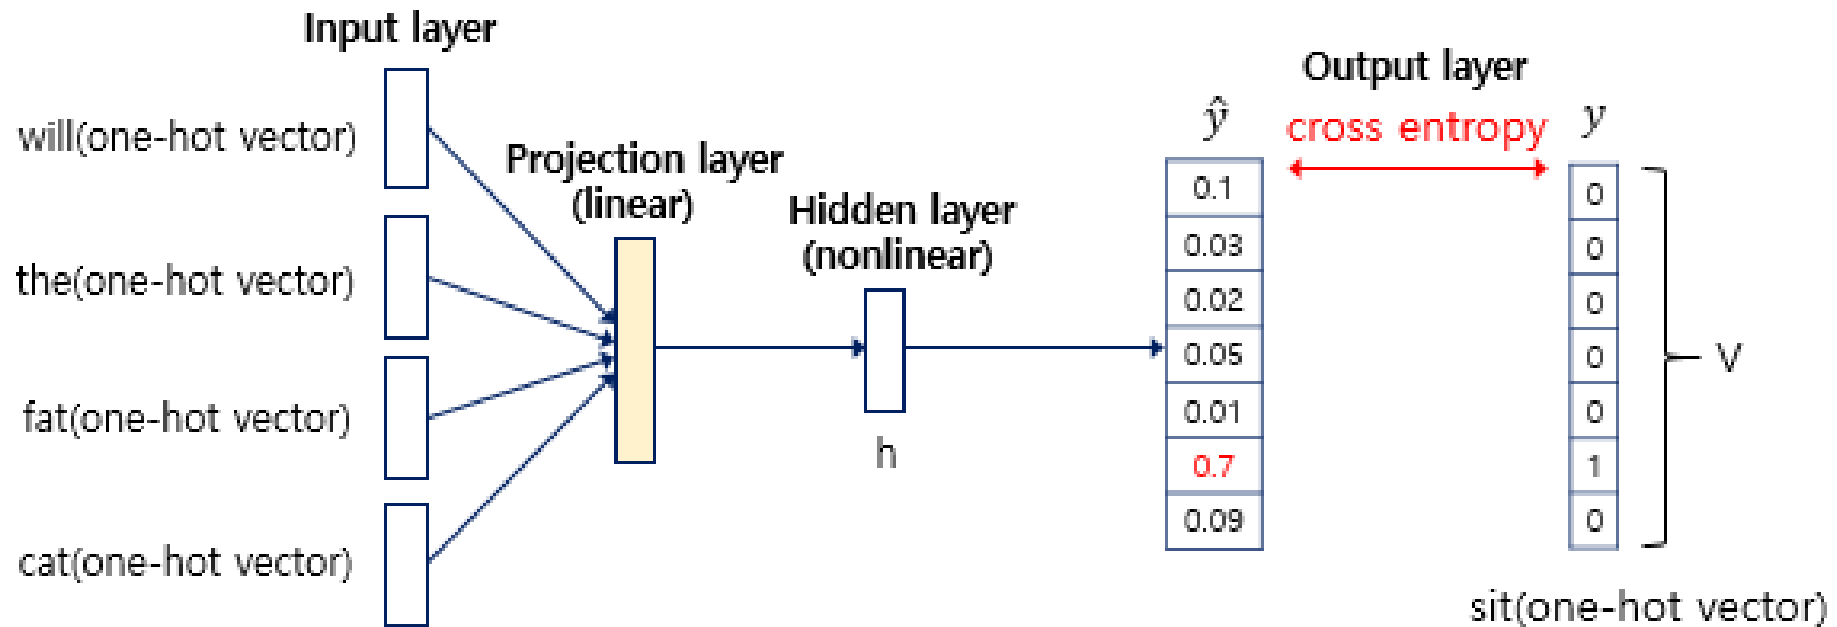 Input layer
will(one-hot vector)
the(one-hot vector)
fat(one-hot vector)
cat(one-hot vector)
Projection layer
(linear)
Hidden layer
(nonlinear)
h
Output layer
ŷ
cross entropy
y
0.1
0.03
0.02
0.05
0.01
0.7
0.09
0
0
0
0
0
1
0
V
sit(one-hot vector)